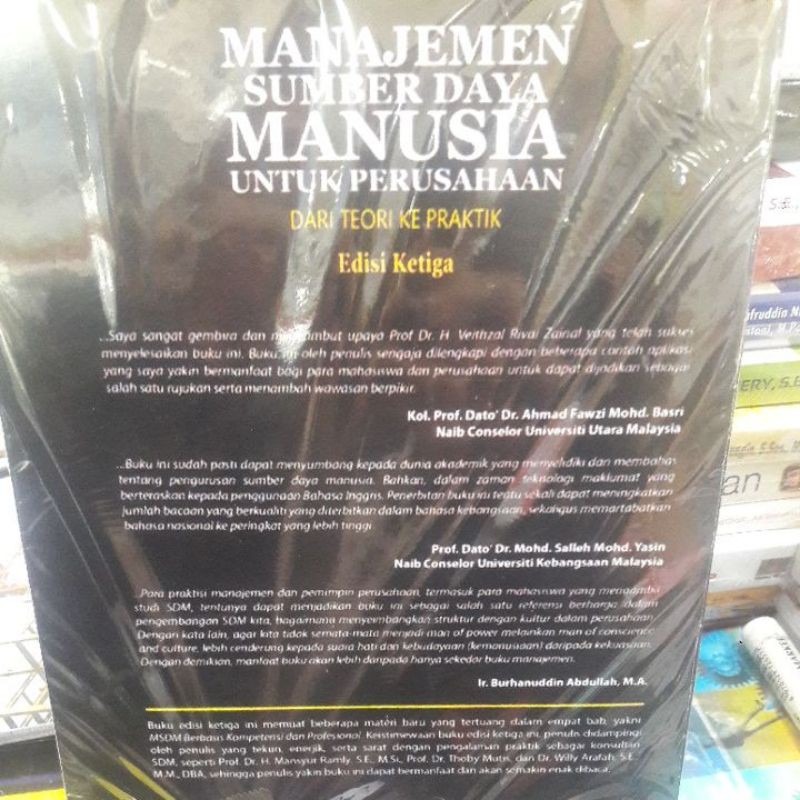 MANAJEMEN
SUMBER DAYA
MANUSIA
UNTUK PERUSAHAAN
DARI TEORI KE PRAKTIK
Edisi Ketiga
...Saya sangat gembira dan menyambut upaya Prof Dr. H. Veithzal Rivai Zainal yang telah sukses
menyelesaikan buku ini. Buku ini oleh penulis sengaja dilengkapi dengan beberapa contoh aplikasi
yang saya yakin bermanfaat bagi para mahasiswa dan perusahaan untuk dapat dijadikan sebagai
salah satu rujukan serta menambah wawasan berpikir.
Kol. Prof. Dato' Dr. Ahmad Fawzi Mohd. Basri
Naib Conselor Universiti Utara Malaysia
...Buku ini sudah pasti dapat menyumbang kepada dunia akademik yang menyelidiki dan membahas
tentang pengurusan sumber daya manusia. Bahkan, dalam zaman teknologi maklumat yang
berteraskan kepada penggunaan Bahasa Inggris. Penerbitan buku ini tentu sekali dapat meningkatkan
jumlah bacaan yang berkualiti yang diterbitkan dalam bahasa kebangsaan, sekaligus memartabatkan
bahasa nasional ke peringkat yang lebih tinggi.
Prof. Dato' Dr. Mohd. Salleh Mohd. Yasin
Naib Conselor Universiti Kebangsaan Malaysia
Para praktisi manajemen dan pemimpin perusahaan, termasuk para mahasiswa yang mengambil
studi SDM, tentunya dapat menjadikan buku ini sebagai salah satu referensi berharga dalam
pengembangan SDM kita, bagaimana menyeimbangkan struktur dengan kultur dalam perusahaan.
Dengan kata lain, agar kita tidak semata-mata menjadi man of power melainkan man of conscience
and culture, lebih cenderung kepada suara hati dan kebudayaan (kemanusiaan) daripada kekuasaan.
Dengan demikian, manfaat buku akan lebih daripada hanya sekedar buku manajemen.
Ir. Burhanuddin Abdullah, M.A.
Buku edisi ketiga ini memuat beberapa materi baru yang tertuang dalam empat bab, yakni
MSDM Berbasis Kompetensi dan Profesional. Keistimewaan buku edisi ketiga ini, penulis didampingi
oleh penulis yang tekun, enerjik, serta sarat dengan pengalaman praktik sebagai konsultan
SDM, seperti Prof. Dr. H. Mansyur Ramly, S.E., M.Si., Prof. Dr. Thoby Mutis, dan Dr. Willy Arafah, S.E.,
M.M., DBA, sehingga penulis yakin buku ini dapat bermanfaat dan akan semakin enak dibaca.
S.E.,
ERY, S.E
an